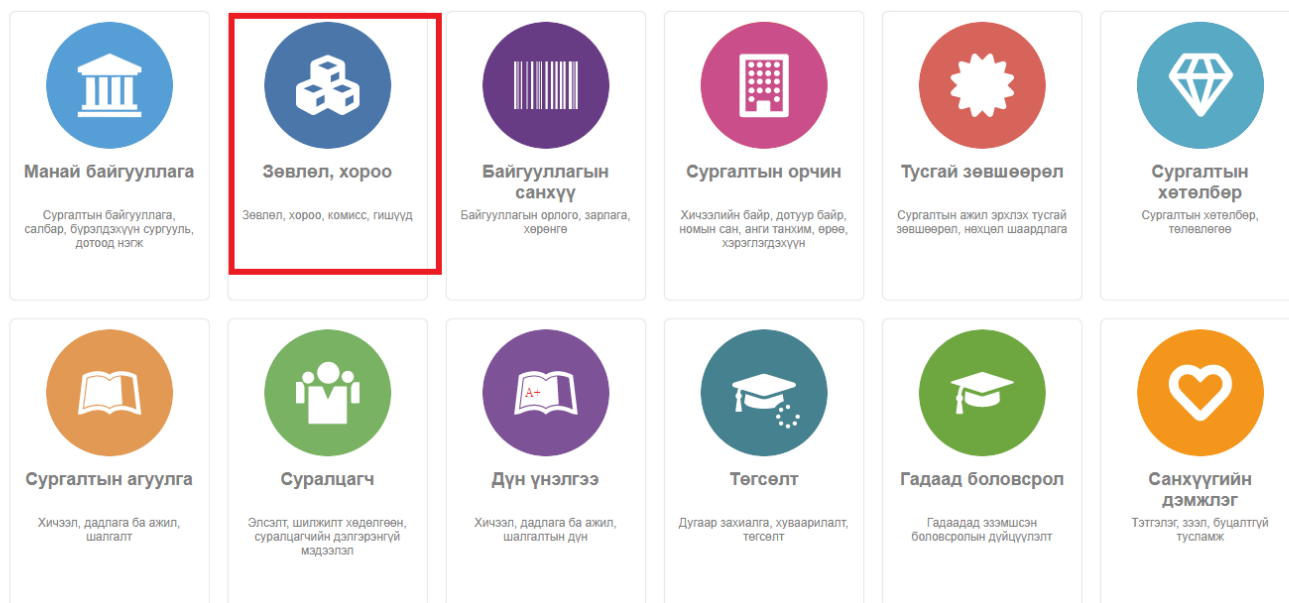 Манай байгууллага
Сургалтын байгууллага,
салбар, бүрэлдэхүүн сургууль,
дотоод нэгж
Зөвлөл, хороо
Зөвлөл, хороо, комисс, гишүүд
Байгууллагын
санхүү
Байгууллагын орлого, зарлага,
хөрөнгө
Сургалтын орчин
Хичээлийн байр, дотуур байр,
номын сан, анги танхим, өрөө,
хэрэглэгдэхүүн
Тусгай зөвшөөрөл
Сургалтын ажил эрхлэх тусгай
зөвшөөрөл, нөхцөл шаардлага
Сургалтын
хөтөлбөр
Сургалтын хөтөлбөр,
төлөвлөгөө
Сургалтын агуулга
Хичээл, дадлага ба ажил,
шалгалт
Суралцагч
Элсэлт, шилжилт хөдөлгөөн,
суралцагчийн дэлгэрэнгүй
мэдээлэл
A+
Дүн үнэлгээ
Хичээл, дадлага ба ажил,
шалгалтын дүн
Төгсөлт
Дугаар захиалга, хуваарилалт,
төгсөлт
Гадаад боловсрол
Гадаадад эзэмшсэн
боловсролын дүйцүүлэлт
Санхүүгийн
дэмжлэг
Тэтгэлэг, зээл, буцалтгүй
тусламж